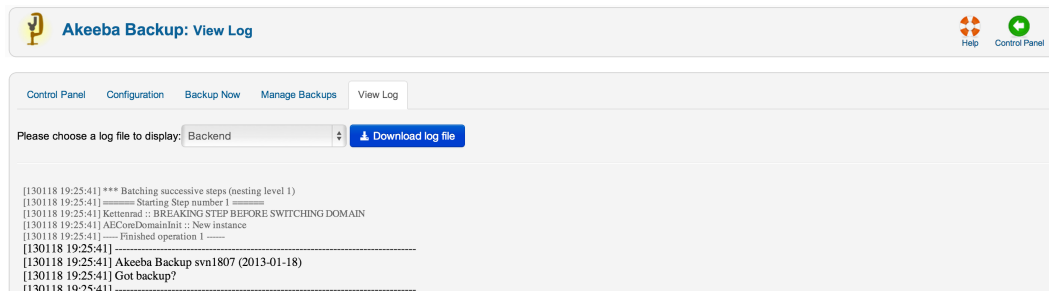 Akeeba Backup: View Log
Help
Control Panel
Control Panel Configuration Backup Now Manage Backups View Log
Please choose a log file to display: Backend Download log file
[130118 19:25:41] *** Batching successive steps (nesting level 1)
[130118 19:25:41] ====== Starting Step number 1 ======
[130118 19:25:41] Kettenrad :: BREAKING STEP BEFORE SWITCHING DOMAIN
[130118 19:25:41] AECoreDomainInit :: New instance
[130118 19:25:41] ----- Finished operation 1 ------
[130118 19:25:41] --------------------------------------------------------------------------------
[130118 19:25:41] Akeeba Backup svn1807 (2013-01-18)
[130118 19:25:41] Got backup?
[130118 19:25:41] --------------------------------------------------------------------------------